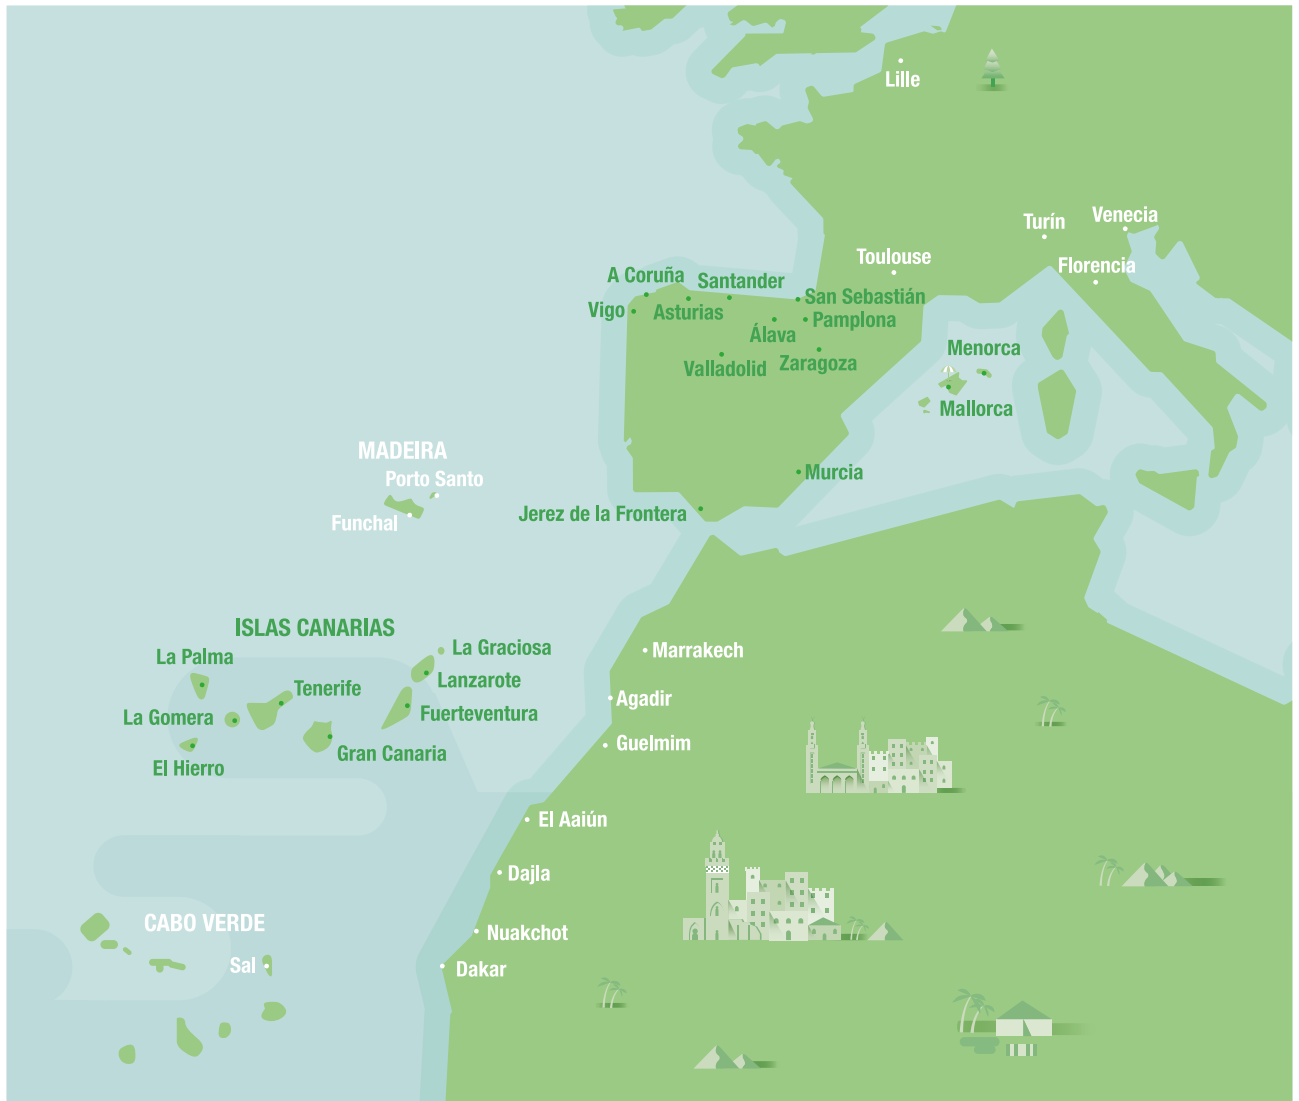 Lille
Turín
Venecia
Toulouse
Florencia
A Coruña
Santander
San Sebastián
Vigo
Asturias
Pamplona
Álava
Menorca
Valladolid
Zaragoza
Mallorca
MADEIRA
Porto Santo
Murcia
Funchal
Jerez de la Frontera
ISLAS CANARIAS
La Graciosa
Marrakech
La Palma
Lanzarote
Tenerife
Agadir
La Gomera
Fuerteventura
Guelmim
Gran Canaria
El Hierro
El Aaiún
Dajla
CABO VERDE
Nuakchot
Sal
Dakar